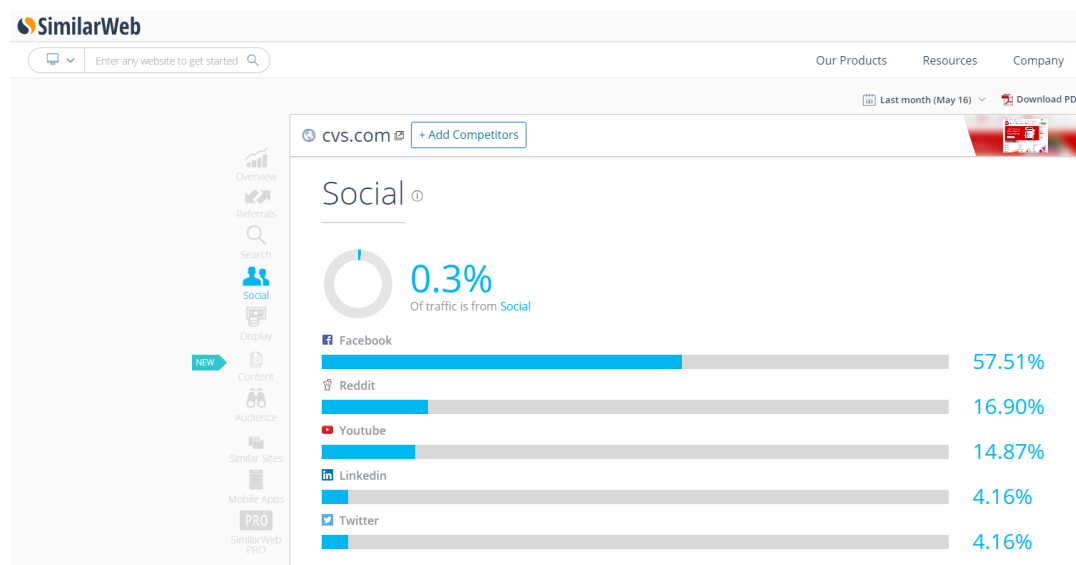 SimilarWeb
Enter any website to get started
Our Products Resources Company
Last month (May 16) Download PD
cvs.com + Add Competitors
Overview
Referrals
Search
Social
Display
NEW
Content
Audience
Similar Sites
Mobile Apps
PRO
SimilarWeb
PRO
Social
0.3%
Of traffic is from Social
Facebook
57.51%
Reddit
16.90%
Youtube
14.87%
Linkedin
4.16%
Twitter
4.16%